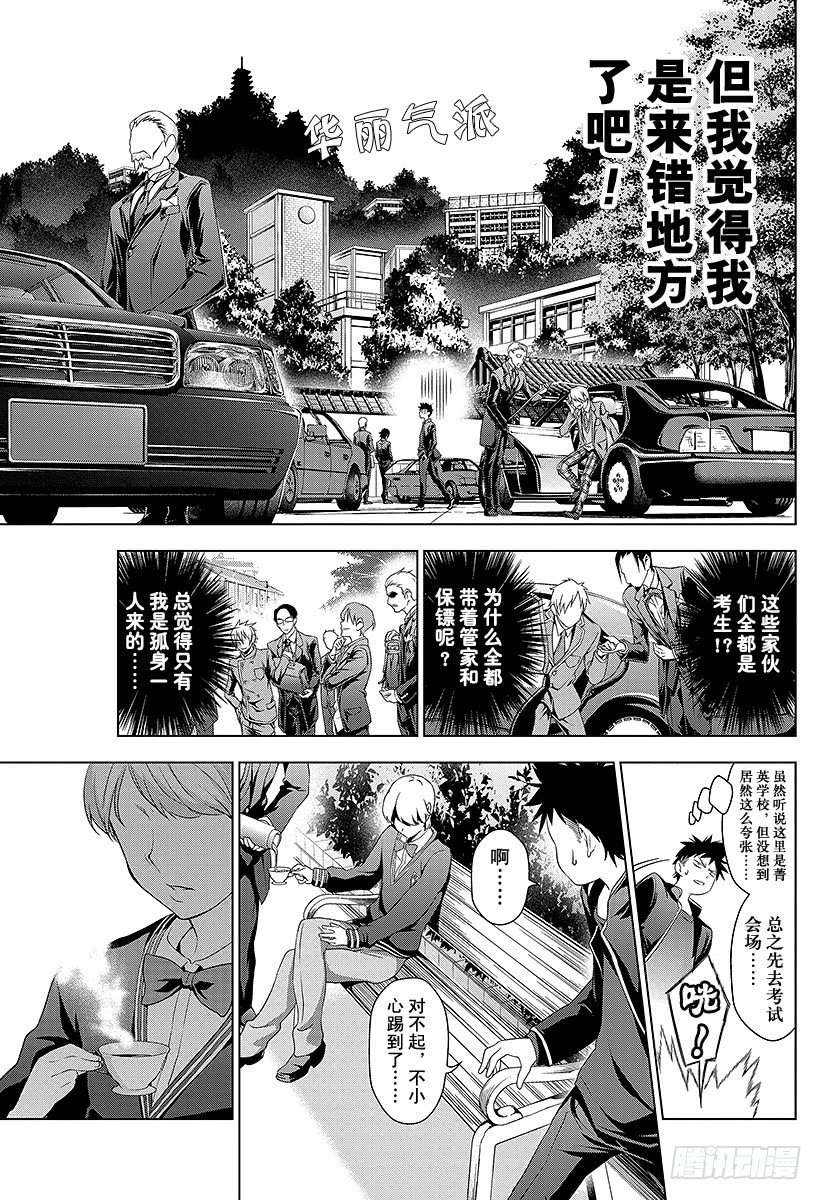 但我觉得我
是来错地方
了吧！
华丽气派
这些家伙
们全都是
考生！？
为什么全都
带着管家和
保镖呢？
总觉得只有
我是孤身一
人来的……
虽然听说这里是菁
英学校，但没想到
居然这么夸张……
总之先去考试
会场……
咣！
啊……
对不起，不小
心踢到了……
腾讯动漫